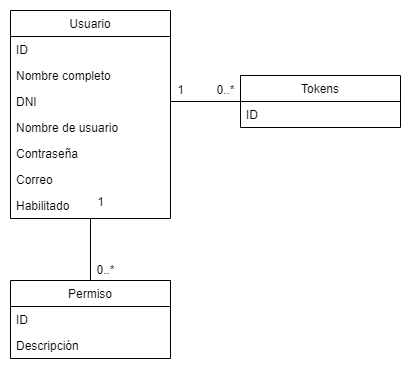 Usuario
ID
Nombre completo
DNI
Nombre de usuario
Contraseña
Correo
Habilitado
1
0..*
Tokens
ID
1
0..*
Permiso
ID
Descripción